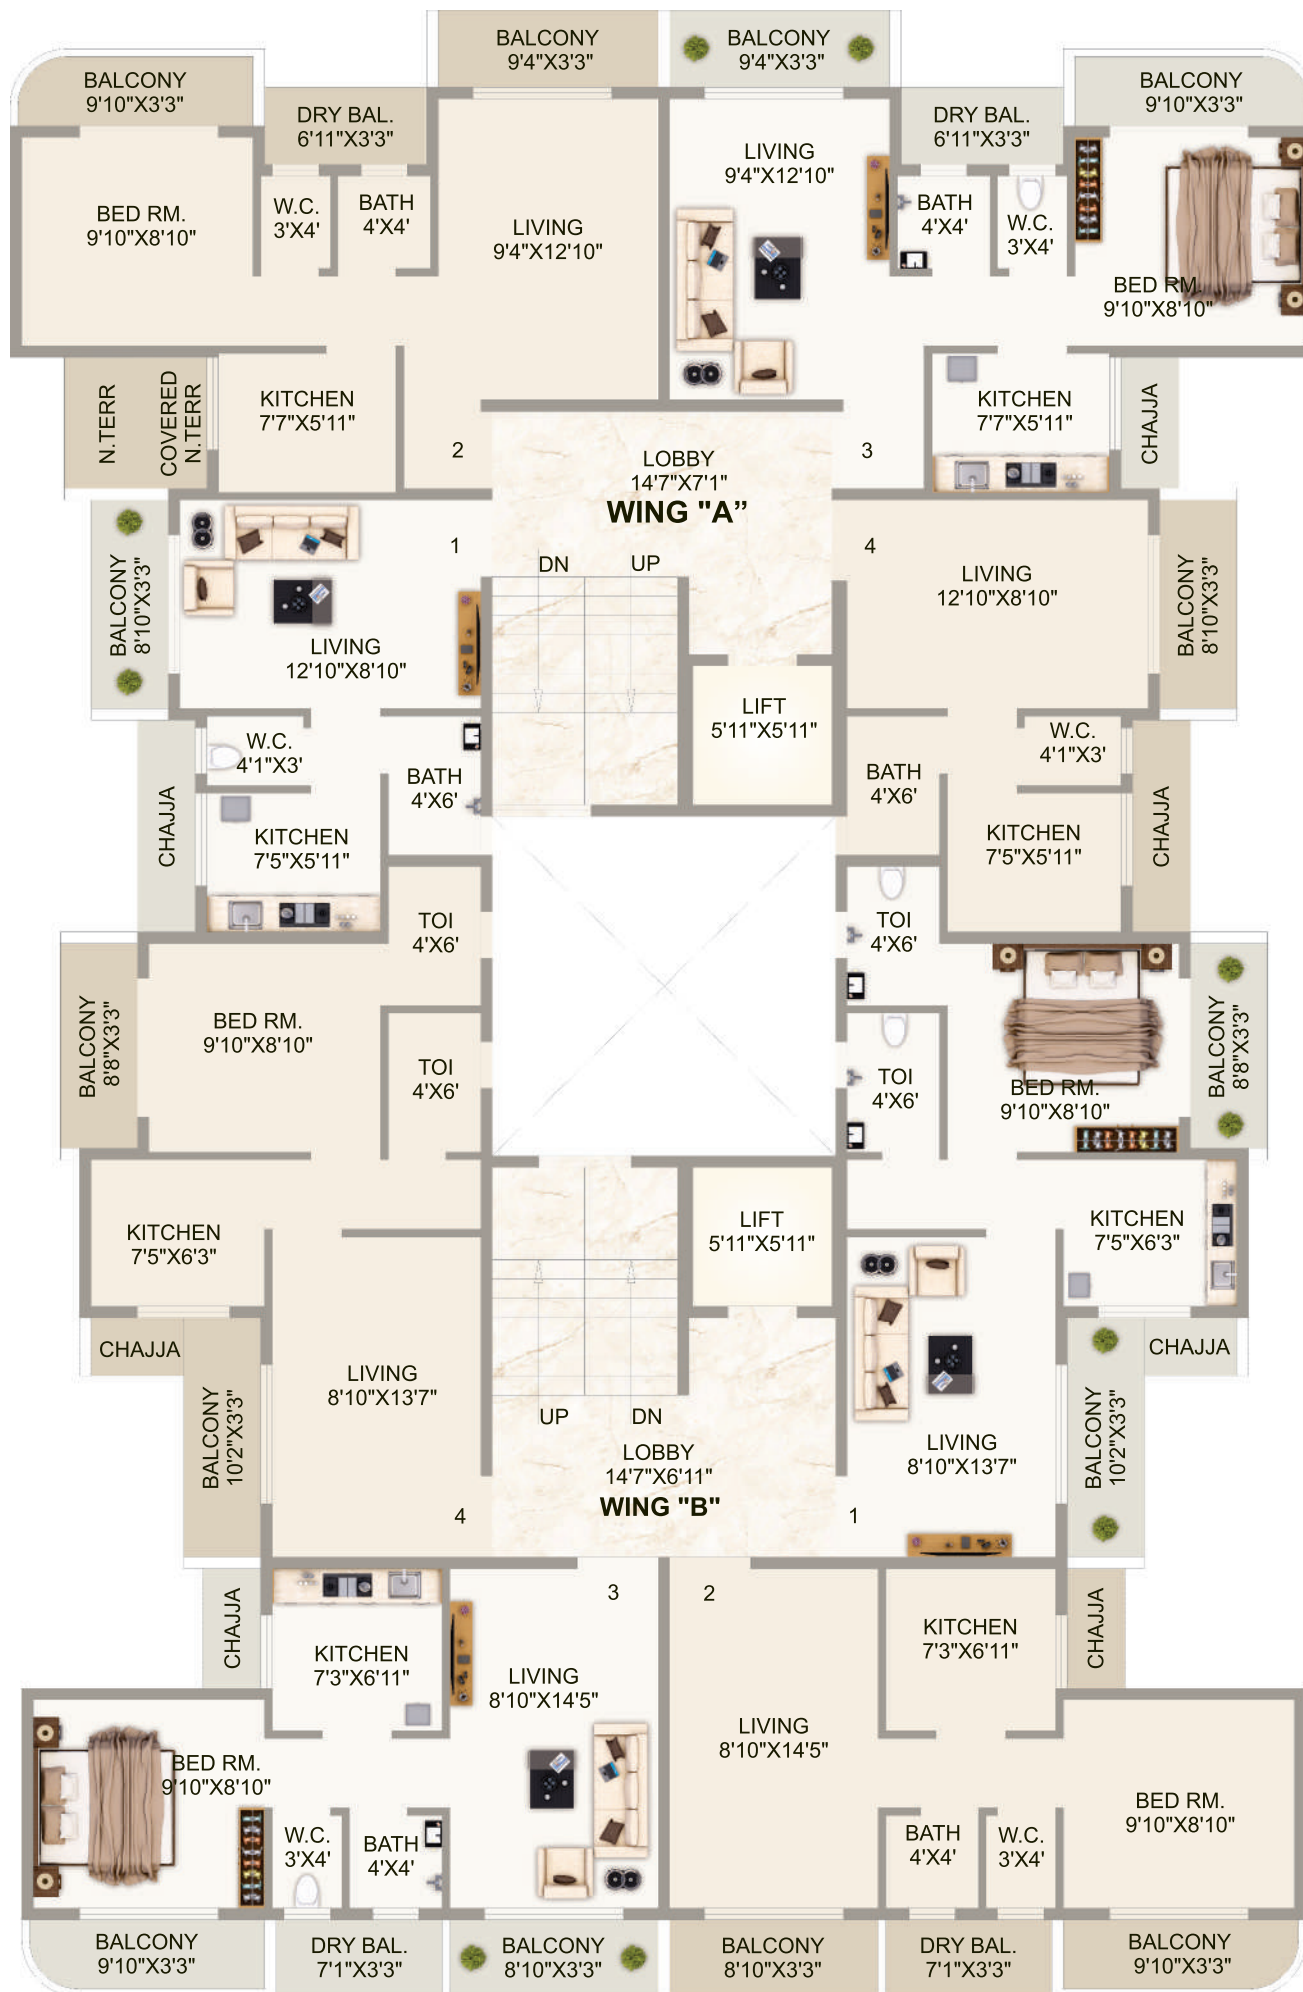 BALCONY
9'4"X3'3"
BALCONY
9'4"X3'3"
BALCONY
9'10"X3'3"
BALCONY
9'10"X3'3"
DRY BAL.
6'11"X3'3"
DRY BAL.
6'11"X3'3"
LIVING
9'4"X12'10"
BED RM.
9'10"X8'10"
W.C.
3'X4'
BATH
4'X4'
LIVING
9'4"X12'10"
BATH
4'X4'
W.C.
3'X4'
BED RM.
9'10"X8'10"
N.TERR
COVERED
N.TERR
KITCHEN
7'7"X5'11"
KITCHEN
7'7"X5'11"
CHAJJA
2
LOBBY
14'7"X7'1"
WING "A”
3
1
DN
UP
4
BALCONY
8'10"X3'3"
LIVING
12'10"X8'10"
LIVING
12'10"X8'10"
BALCONY
8'10"X3'3"
LIFT
5'11"X5'11"
W.C.
4'1"X3'
BATH
4'X6'
W.C.
4'1"X3'
BATH
4'X6'
CHAJJA
KITCHEN
7'5"X5'11"
KITCHEN
7'5"X5'11"
CHAJJA
TOI
4'X6'
TOI
4'X6'
BALCONY
8'8"X3'3"
BED RM.
9'10"X8'10"
TOI
4'X6'
TOI
4'X6'
BED RM.
9'10"X8'10"
BALCONY
8'8"X3'3"
KITCHEN
7'5"X6'3"
LIFT
5'11"X5'11"
KITCHEN
7'5"X6'3"
CHAJJA
CHAJJA
BALCONY
10'2"X3'3"
LIVING
8'10"X13'7"
UP
DN
LOBBY
14'7"X6'11"
WING "B"
LIVING
8'10"X13'7"
BALCONY
10'2"X3'3"
4
1
3
2
CHAJJA
KITCHEN
7'3"X6'11"
LIVING
8'10"X14'5"
KITCHEN
7'3"X6'11"
CHAJJA
LIVING
8'10"X14'5"
BED RM.
9'10"X8'10"
BED RM.
9'10"X8'10"
W.C.
3'X4'
BATH
4'X4'
BATH
4'X4'
W.C.
3'X4'
BALCONY
9'10"X3'3"
DRY BAL.
7'1"X3'3"
BALCONY
8'10"X3'3"
BALCONY
8'10"X3'3"
DRY BAL.
7'1"X3'3"
BALCONY
9'10"X3'3"